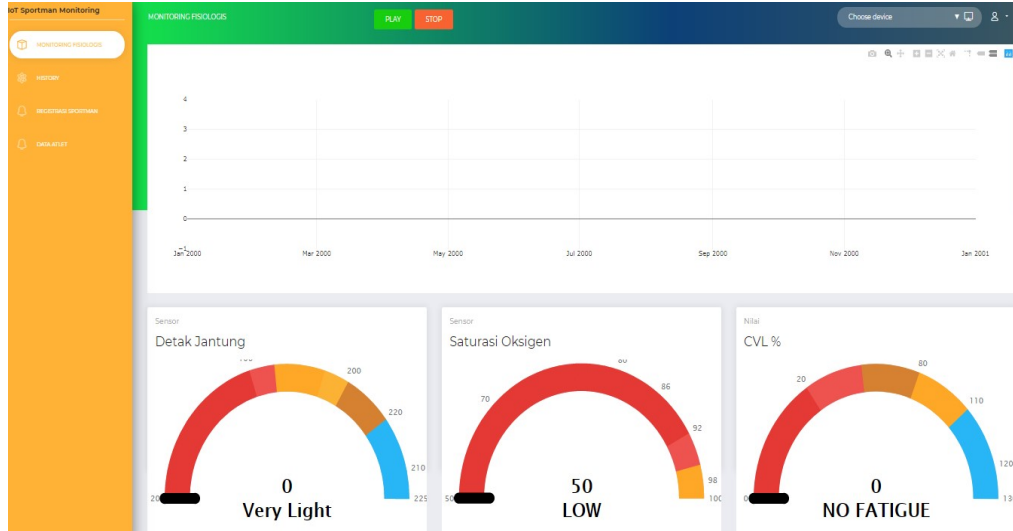 IoT Sportman Monitoring
MONITORING FISIOLOGIS
HISTORY
REGISTRASI SPORTMAN
DATA ATLET
MONITORING FISIOLOGIS
PLAY
STOP
Choose device
4
3
2
1
0
−1
Jan 2000
Mar 2000
May 2000
Jul 2000
Sep 2000
Nov 2000
Jan 2001
Sensor
Detak Jantung
200
220
210
225
20
0
Very Light
Sensor
Saturasi Oksigen
70
80
86
92
98
100
50
50
LOW
Nilai
CVL %
20
80
110
120
0
0
NO FATIGUE